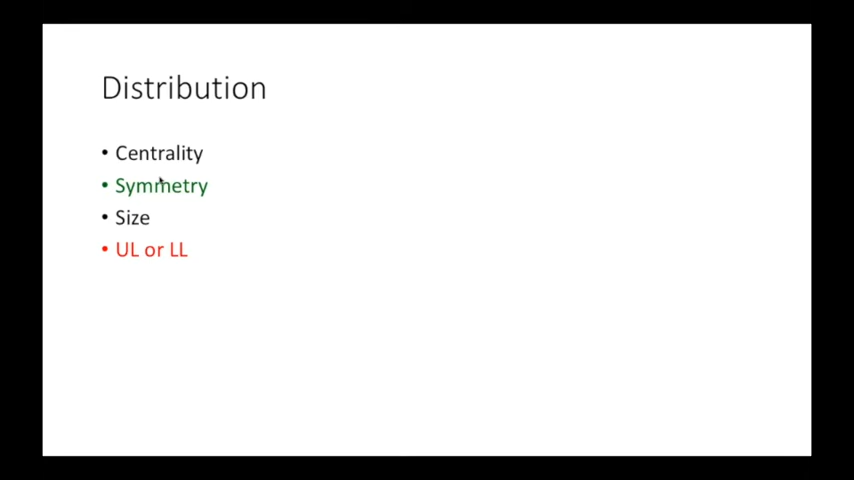 Distribution
• Centrality
• Symmetry
• Size
• UL or LL